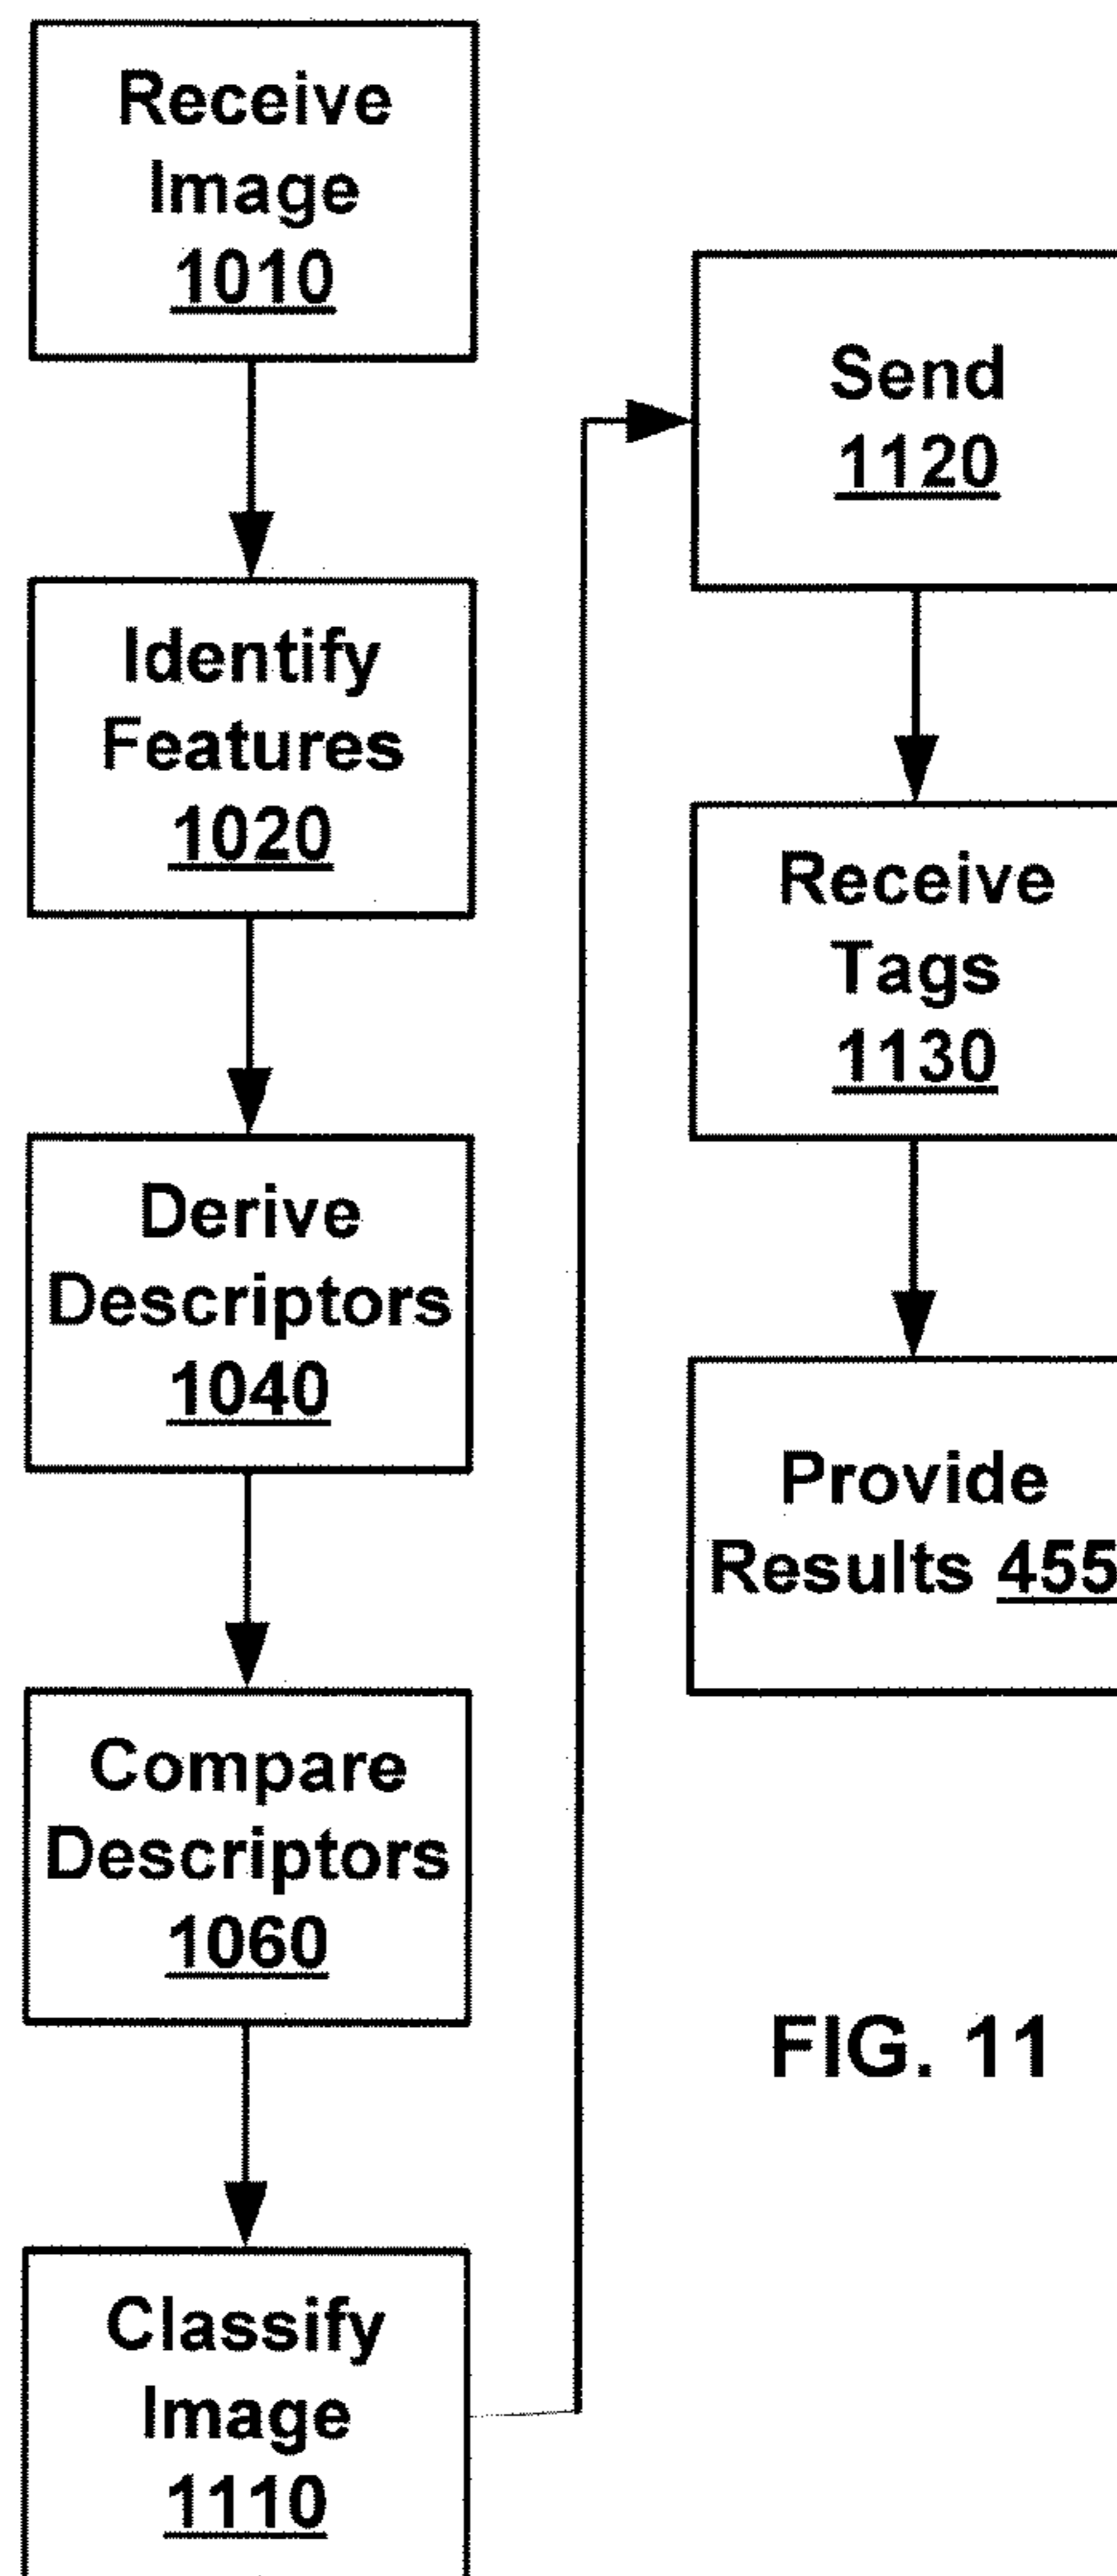 Receive
Image
1010
Identify
Features
1020
Derive
Descriptors
1040
Compare
Descriptors
1060
Classify
Image
1110
Send
1120
Receive
Tags
1130
Provide
Results 455
FIG. 11